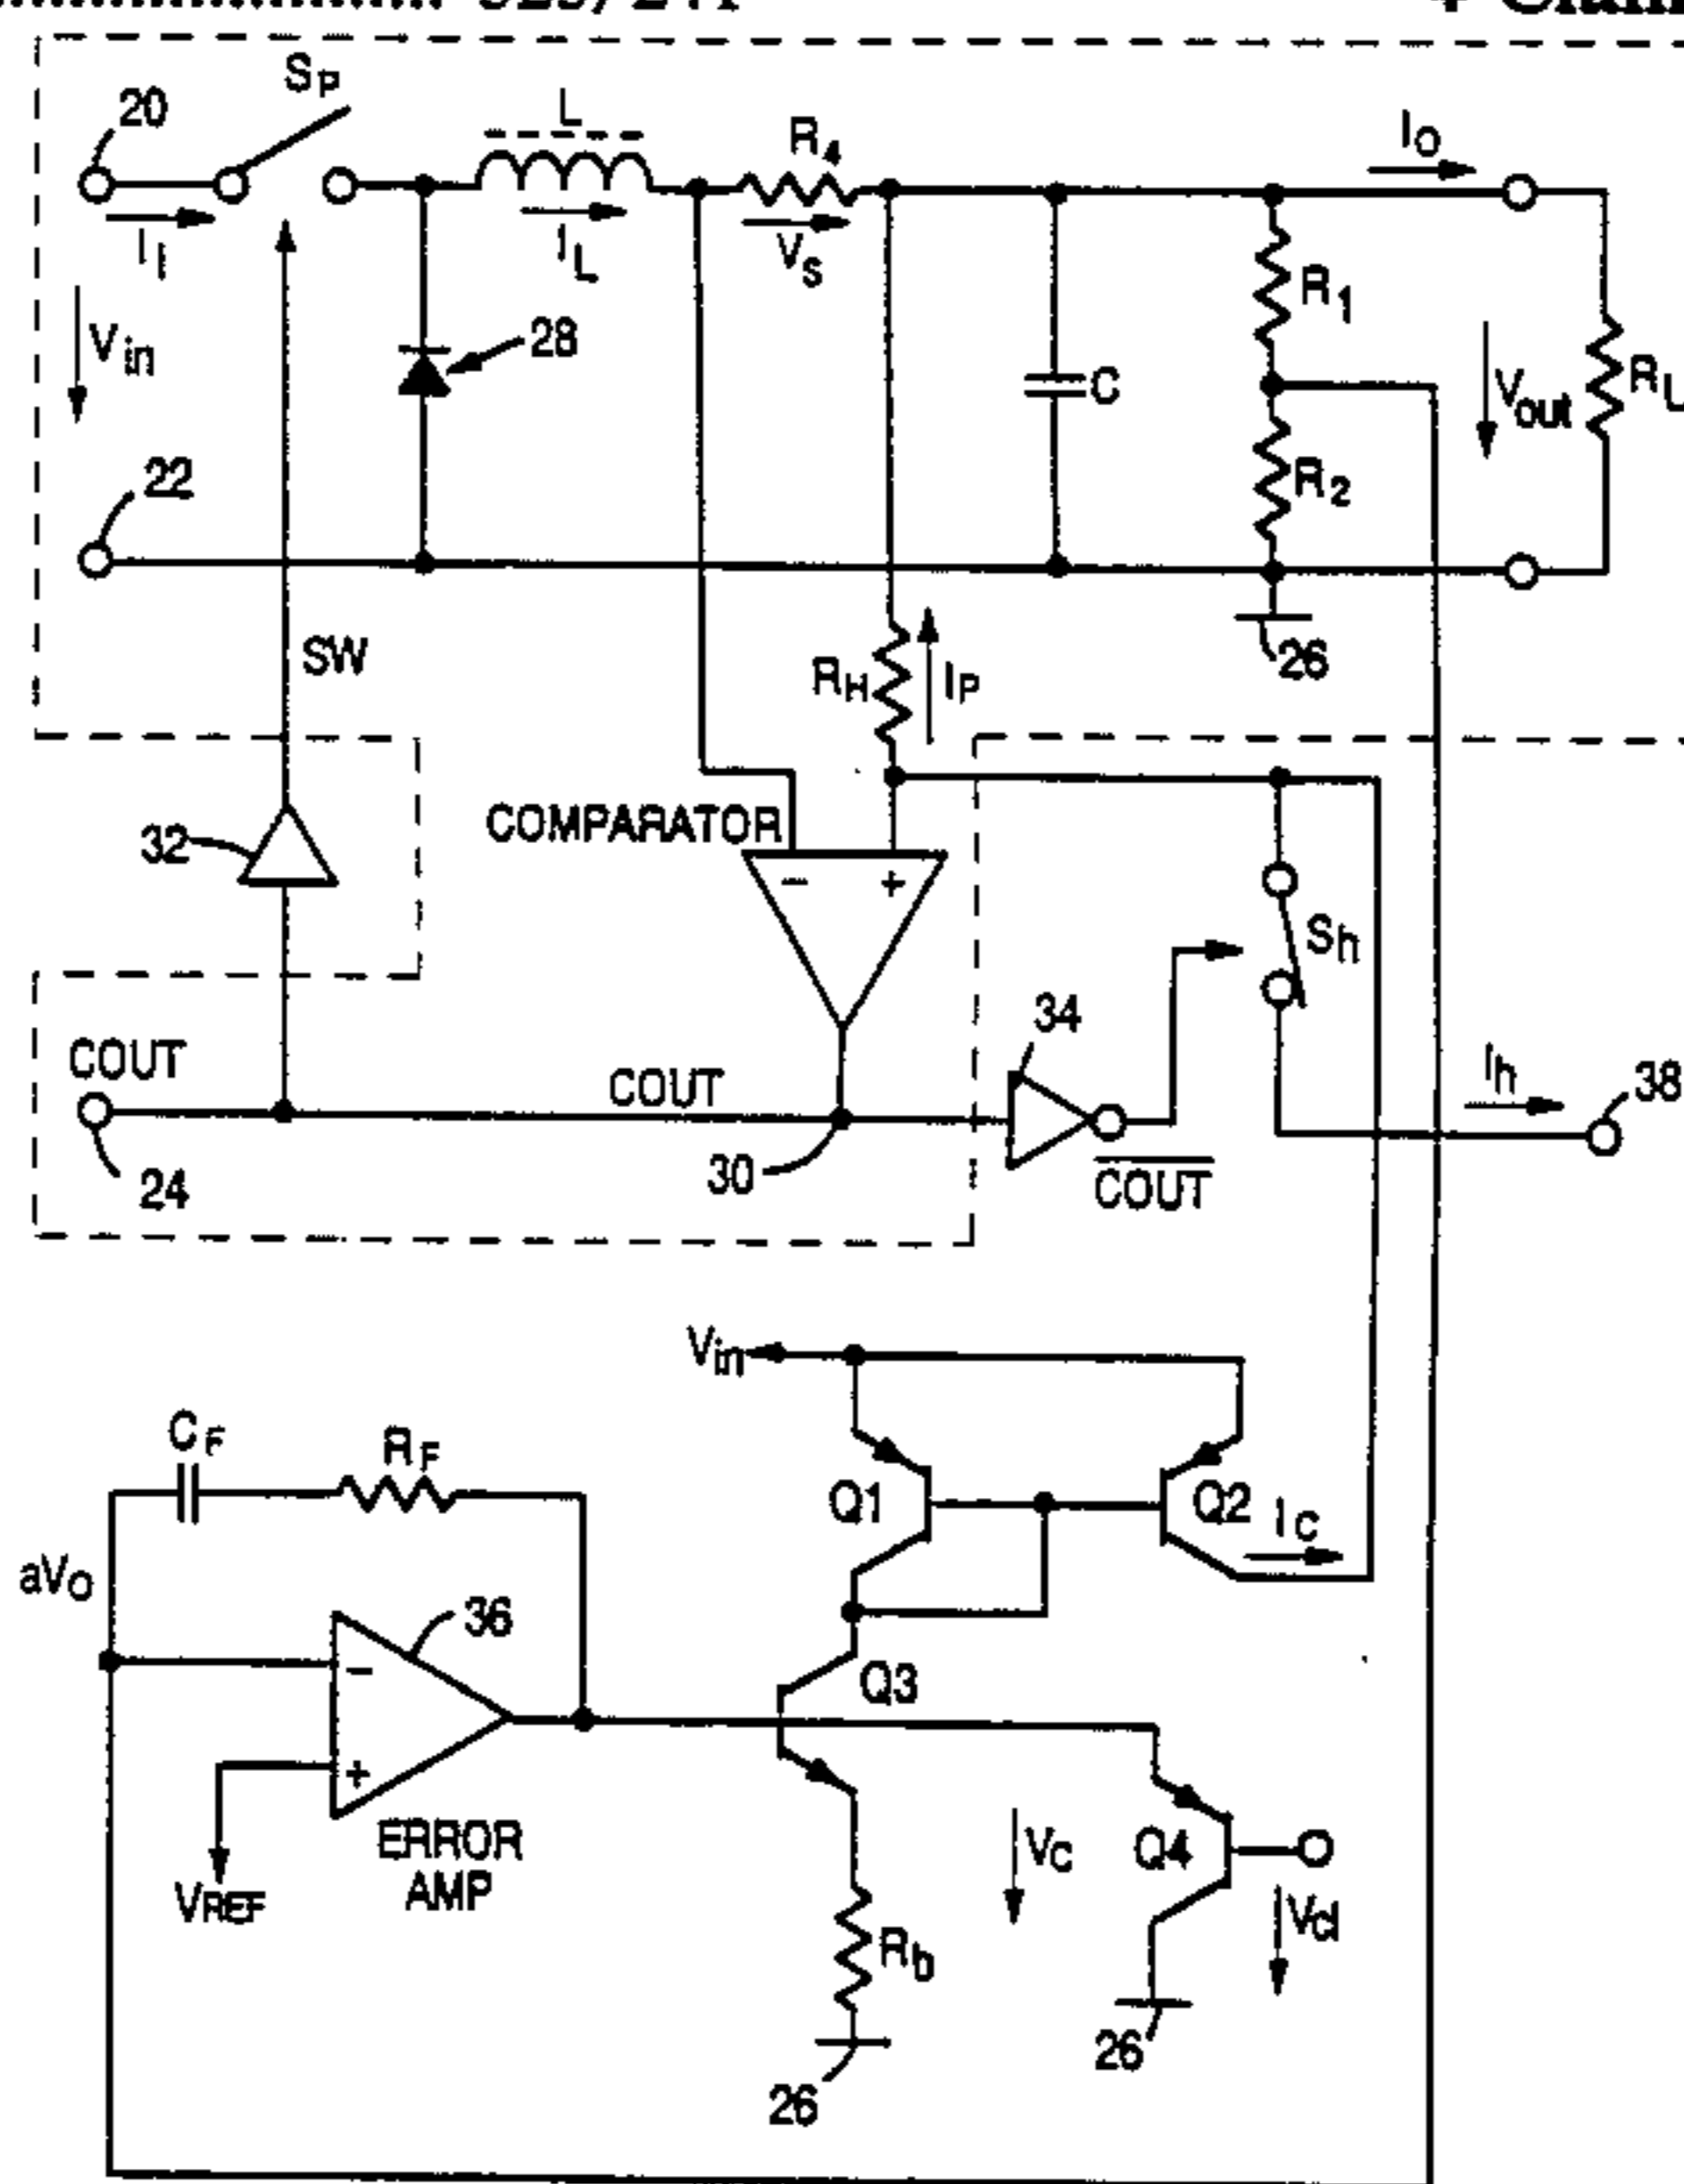 20
Sp
L
R4
IO
II
IL
VS
R1
Vin
28
C
Vout
RL
22
R2
SW
RH
IP
26
32
COMPARATOR
-
+
Sh
34
COUT
COUT
Ih
38
30
COUT
24
Vin
CF
RF
Q1
Q2
IC
aVO
36
-
Q3
+
ERROR
AMP
VREF
VC
Q4
Vcl
Rb
26
26